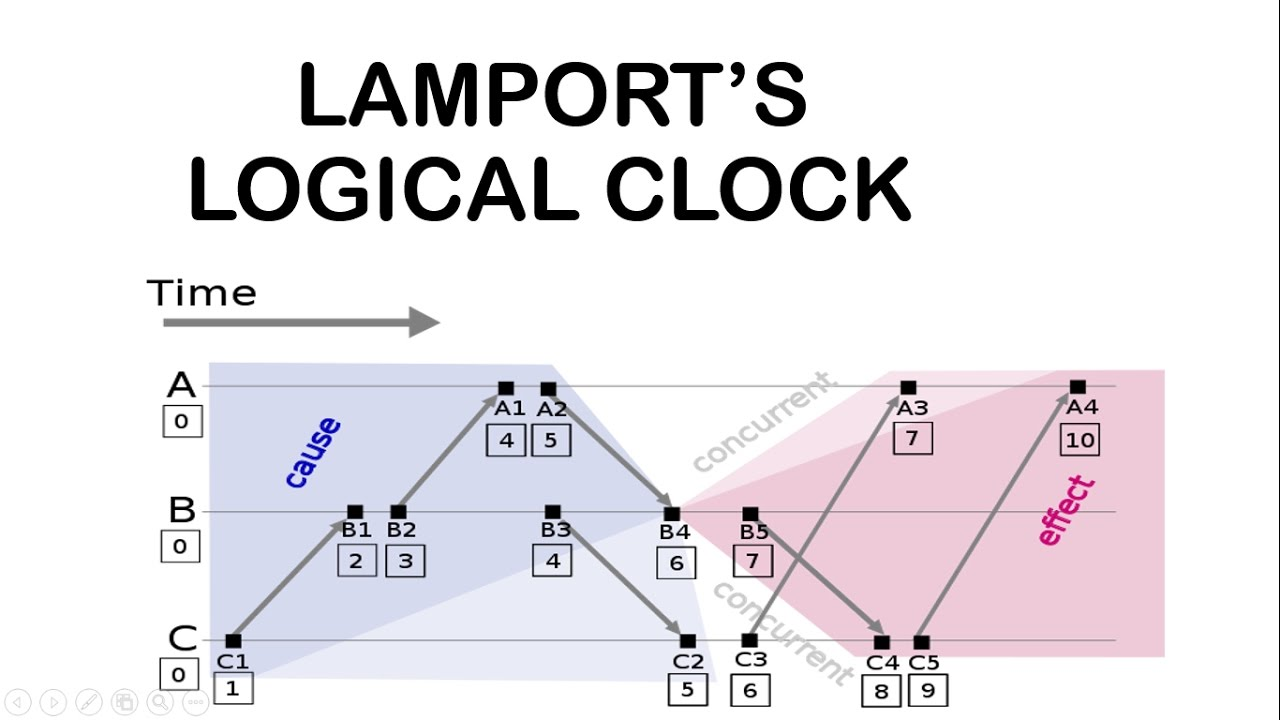 LAMPORT’S
LOGICAL CLOCK
Time
A
0
A1
4
A2
5
A3
7
A4
10
cause
concurrent
effect
B
0
B1
2
B2
3
B3
4
B4
6
B5
7
concurrent
C
0
C1
1
C2
5
C3
6
C4
8
C5
9